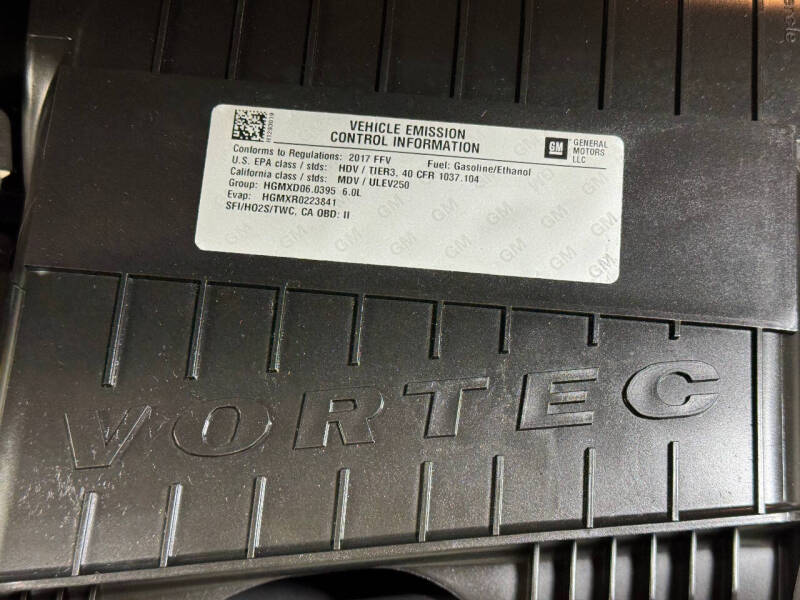 H1293019
VEHICLE EMISSION
CONTROL INFORMATION
GM
GENERAL
MOTORS
LLC
Conforms to Regulations: 2017 FFV Fuel: Gasoline/Ethanol
U.S. EPA class / stds: HDV / TIER3, 40 CFR 1037.104
California class / stds: MDV / ULEV250
Group: HGMXD06.0395 6.0L
Evap: HGMXR0223841
SFI/HO2S/TWC, CA OBD: II
VORTEC